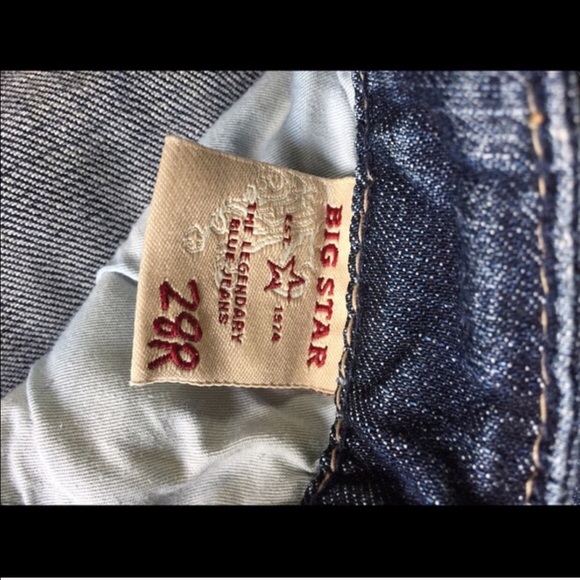 BIG STAR
EST. 1974
THE LEGENDARY
BLUE JEANS
28R